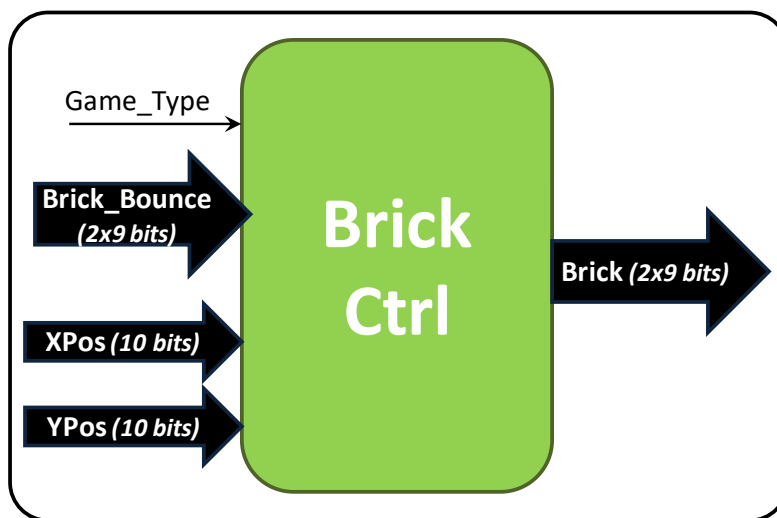 Game_Type
Brick_Bounce
(2x9 bits)
XPos (10 bits)
YPos (10 bits)
Brick
Ctrl
Brick (2x9 bits)